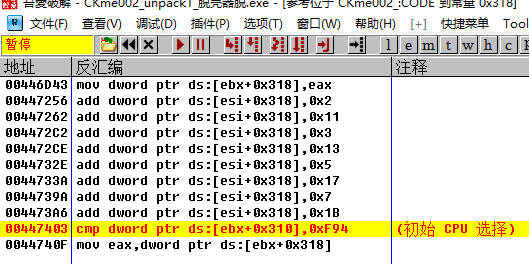 吾愛破解 - CKme002_unpack1_脱壳器脱.exe - [参考位于 CKme002_:CODE 到常量 0x318]
文件(F) 查看(V) 调试(D) 插件(P) 选项(T) 窗口(W) 帮助(H) [+] 快捷菜单 Tool
暂停 l e m t w h c p
地址 反汇编 注释
00446D43 mov dword ptr ds:[ebx+0x318],eax
00447256 add dword ptr ds:[esi+0x318],0x2
00447262 add dword ptr ds:[esi+0x318],0x11
004472C2 add dword ptr ds:[esi+0x318],0x3
004472CE add dword ptr ds:[esi+0x318],0x13
0044732E add dword ptr ds:[esi+0x318],0x5
0044733A add dword ptr ds:[esi+0x318],0x17
0044739A add dword ptr ds:[esi+0x318],0x7
004473A6 add dword ptr ds:[esi+0x318],0x1B
00447403 cmp dword ptr ds:[ebx+0x310],0xF94 (初始 CPU 选择)
0044740F mov eax,dword ptr ds:[ebx+0x318]